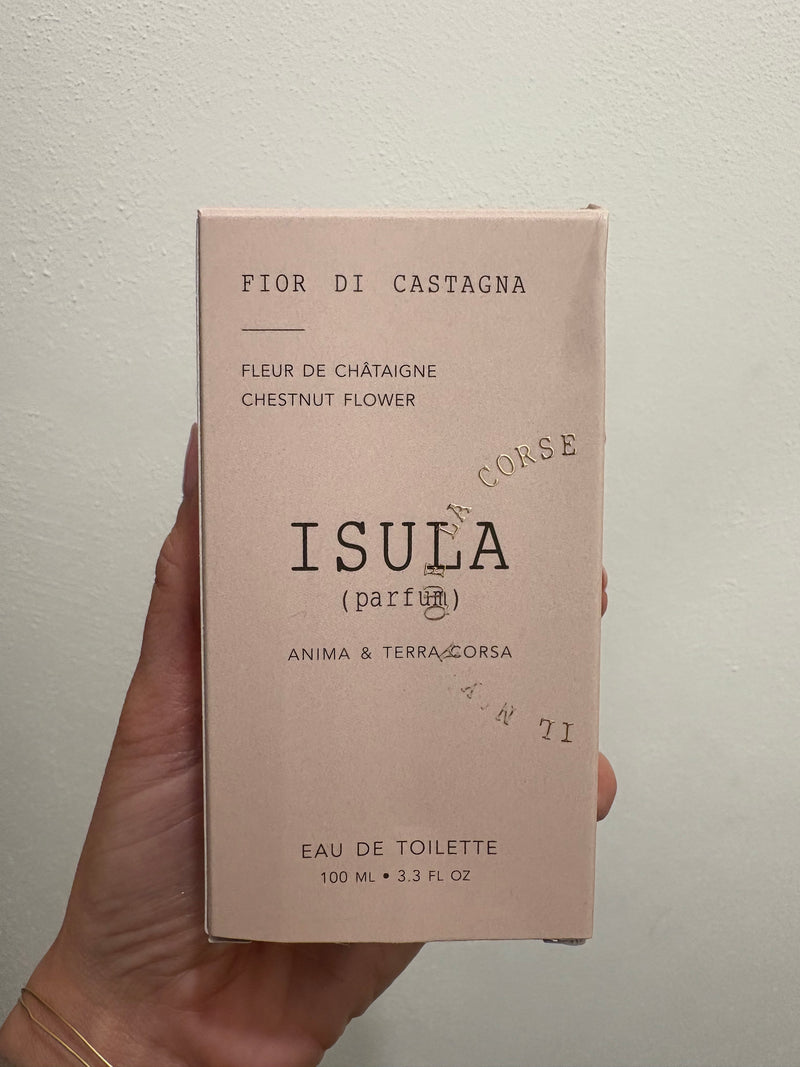 FIOR DI CASTAGNA
FLEUR DE CHÂTAIGNE
CHESTNUT FLOWER
ISULA
(parfum)
ANIMA & TERRA CORSA
LA CORSE
EAU DE TOILETTE
100 ML • 3.3 FL OZ